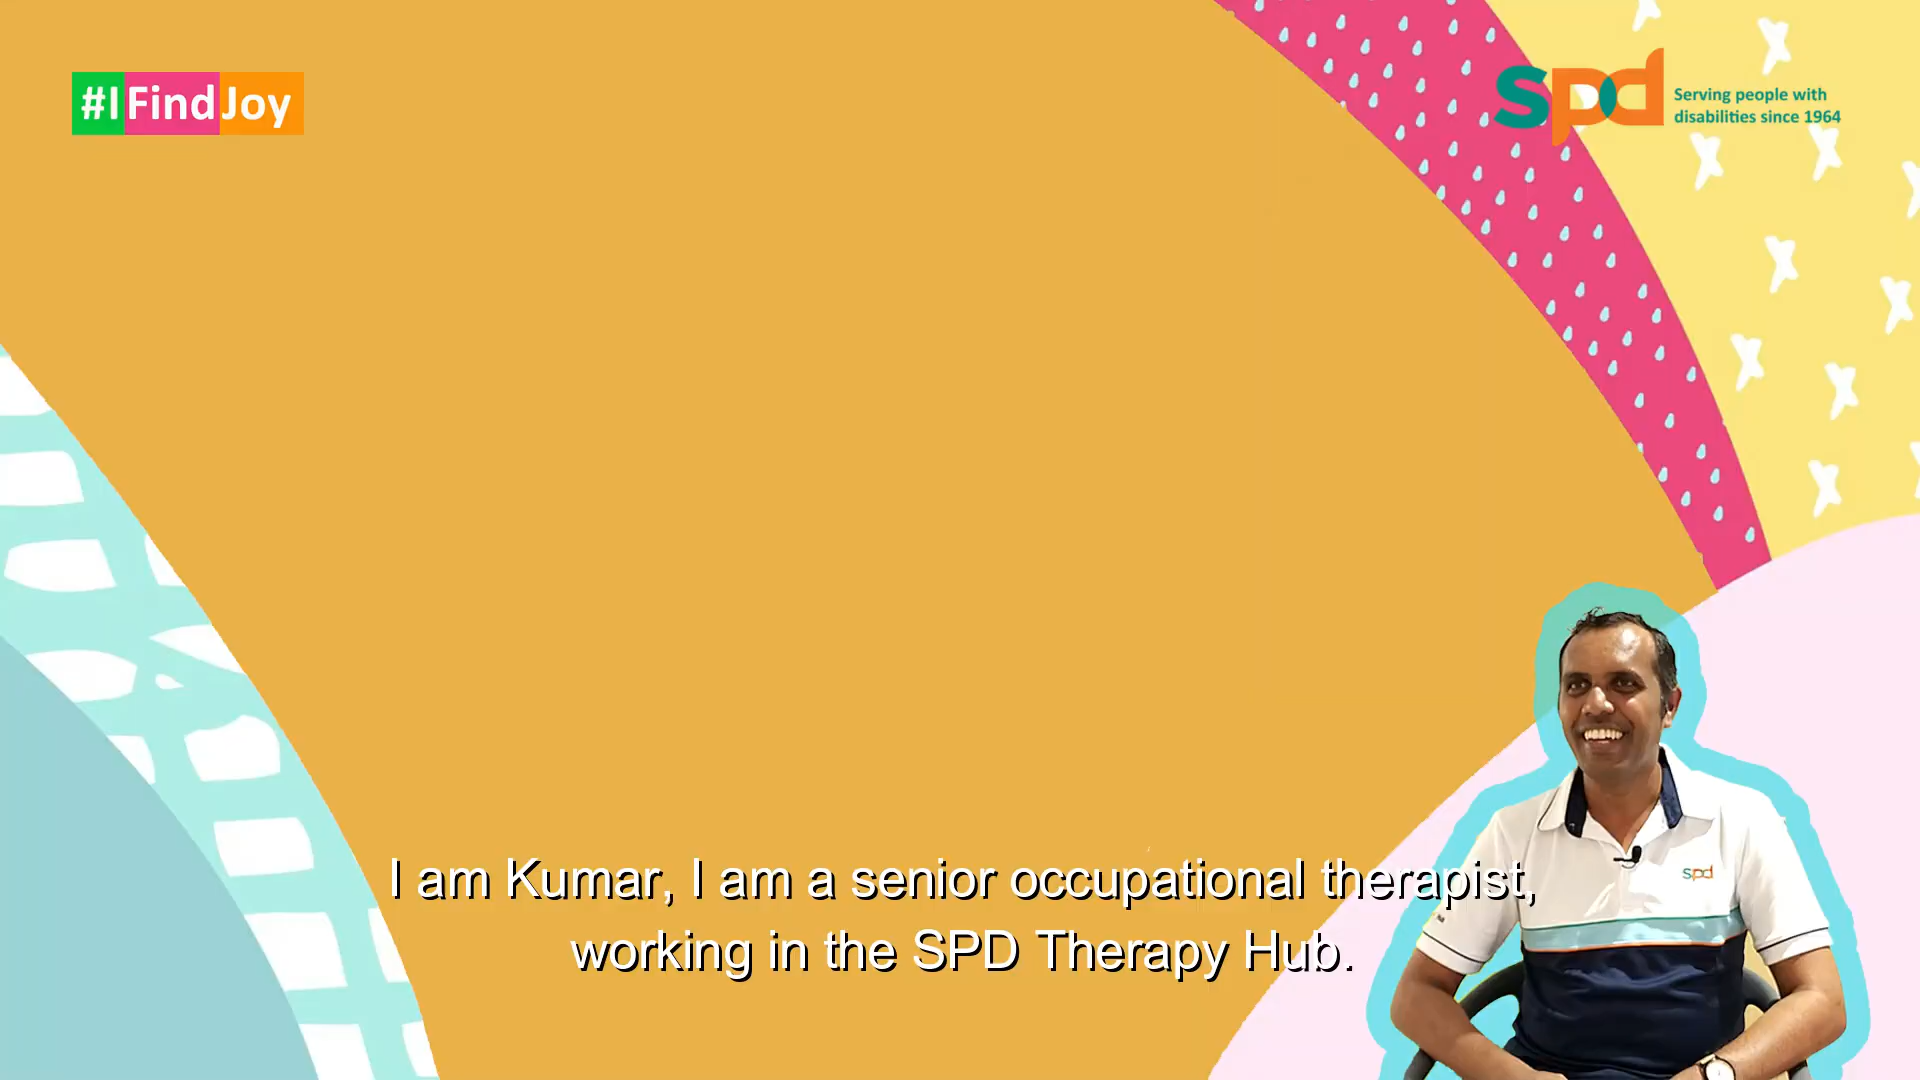 #IFindJoy
spd
Serving people with
disabilities since 1964
spd
I am Kumar, I am a senior occupational therapist,
working in the SPD Therapy Hub.